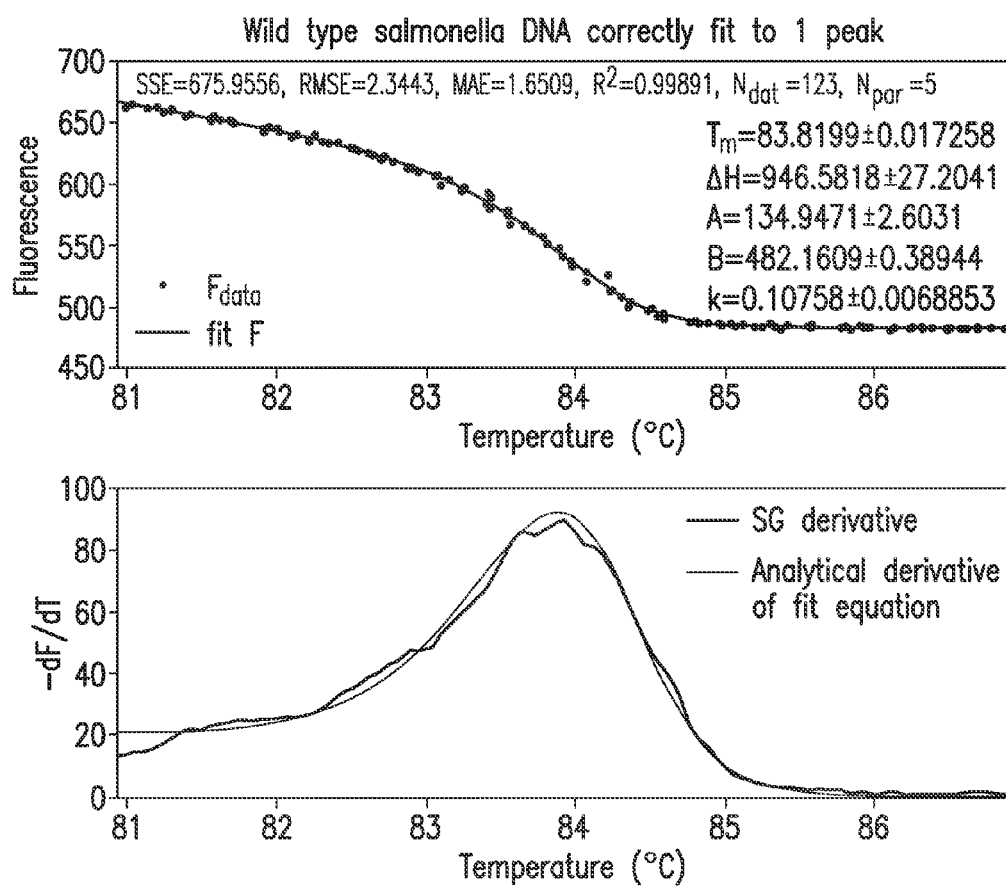 Wild type salmonella DNA correctly fit to 1 peak
SSE=675.9556, RMSE=2.3443, MAE=1.6509, R²=0.99891, N_dat=123, N_par=5
T_m=83.8199±0.017258
ΔH=946.5818±27.2041
A=134.9471±2.6031
B=482.1609±0.38944
k=0.10758±0.0068853
Fluorescence
700
650
600
550
500
450
F_data
fit F
81 82 83 84 85 86
Temperature (°C)
-dF/dT
100
80
60
40
20
0
SG derivative
Analytical derivative
of fit equation
81 82 83 84 85 86
Temperature (°C)